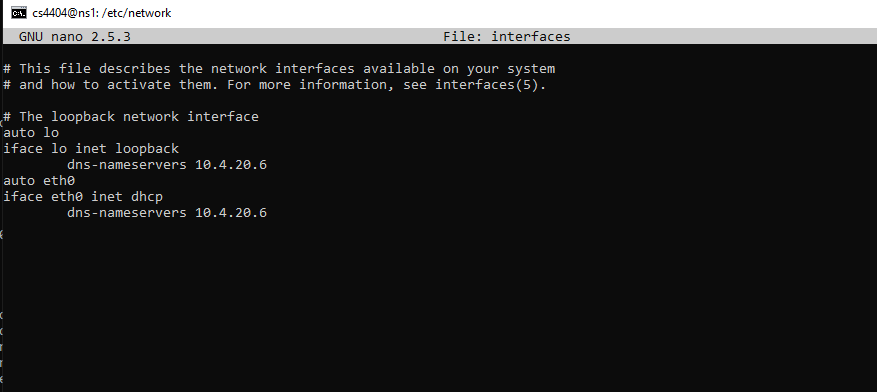 cs4404@ns1: /etc/network
GNU nano 2.5.3 File: interfaces
# This file describes the network interfaces available on your system
# and how to activate them. For more information, see interfaces(5).
# The loopback network interface
auto lo
iface lo inet loopback
dns-nameservers 10.4.20.6
auto eth0
iface eth0 inet dhcp
dns-nameservers 10.4.20.6